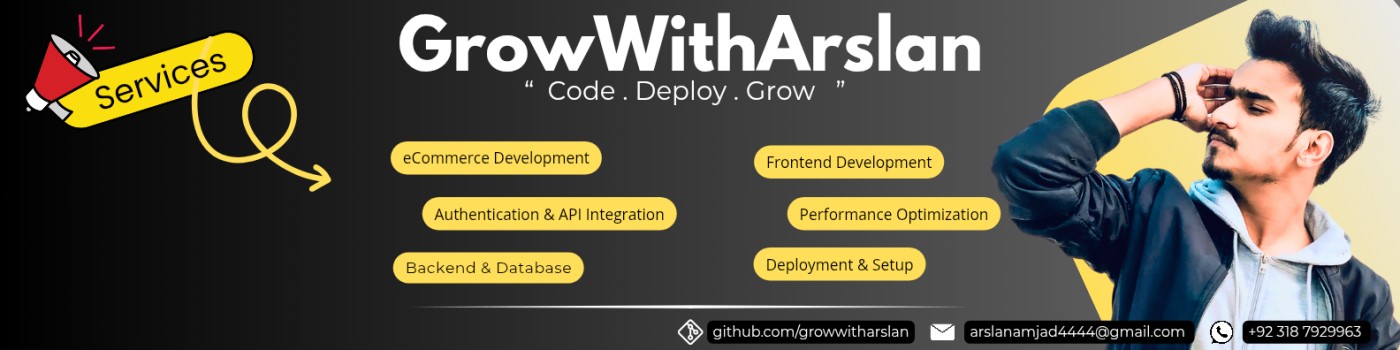 Services
GrowWithArslan
“ Code . Deploy . Grow ”
eCommerce Development
Frontend Development
Authentication & API Integration
Performance Optimization
Backend & Database
Deployment & Setup
github.com/growwitharslan
arslanamjad4444@gmail.com
+92 318 7929963